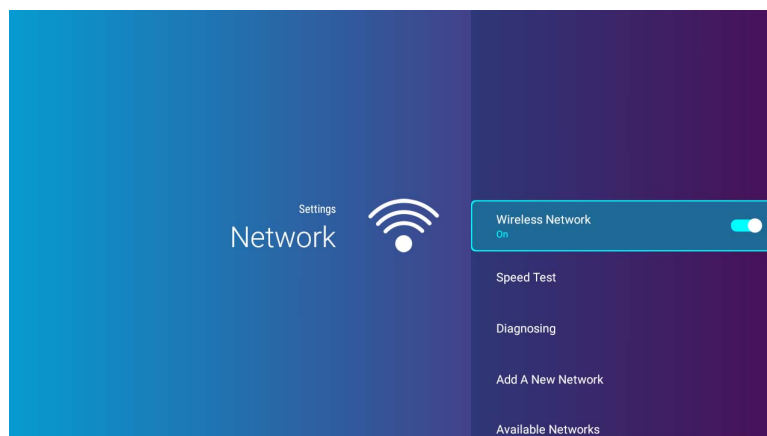 Settings
Network
Wireless Network
On
Speed Test
Diagnosing
Add A New Network
Available Networks